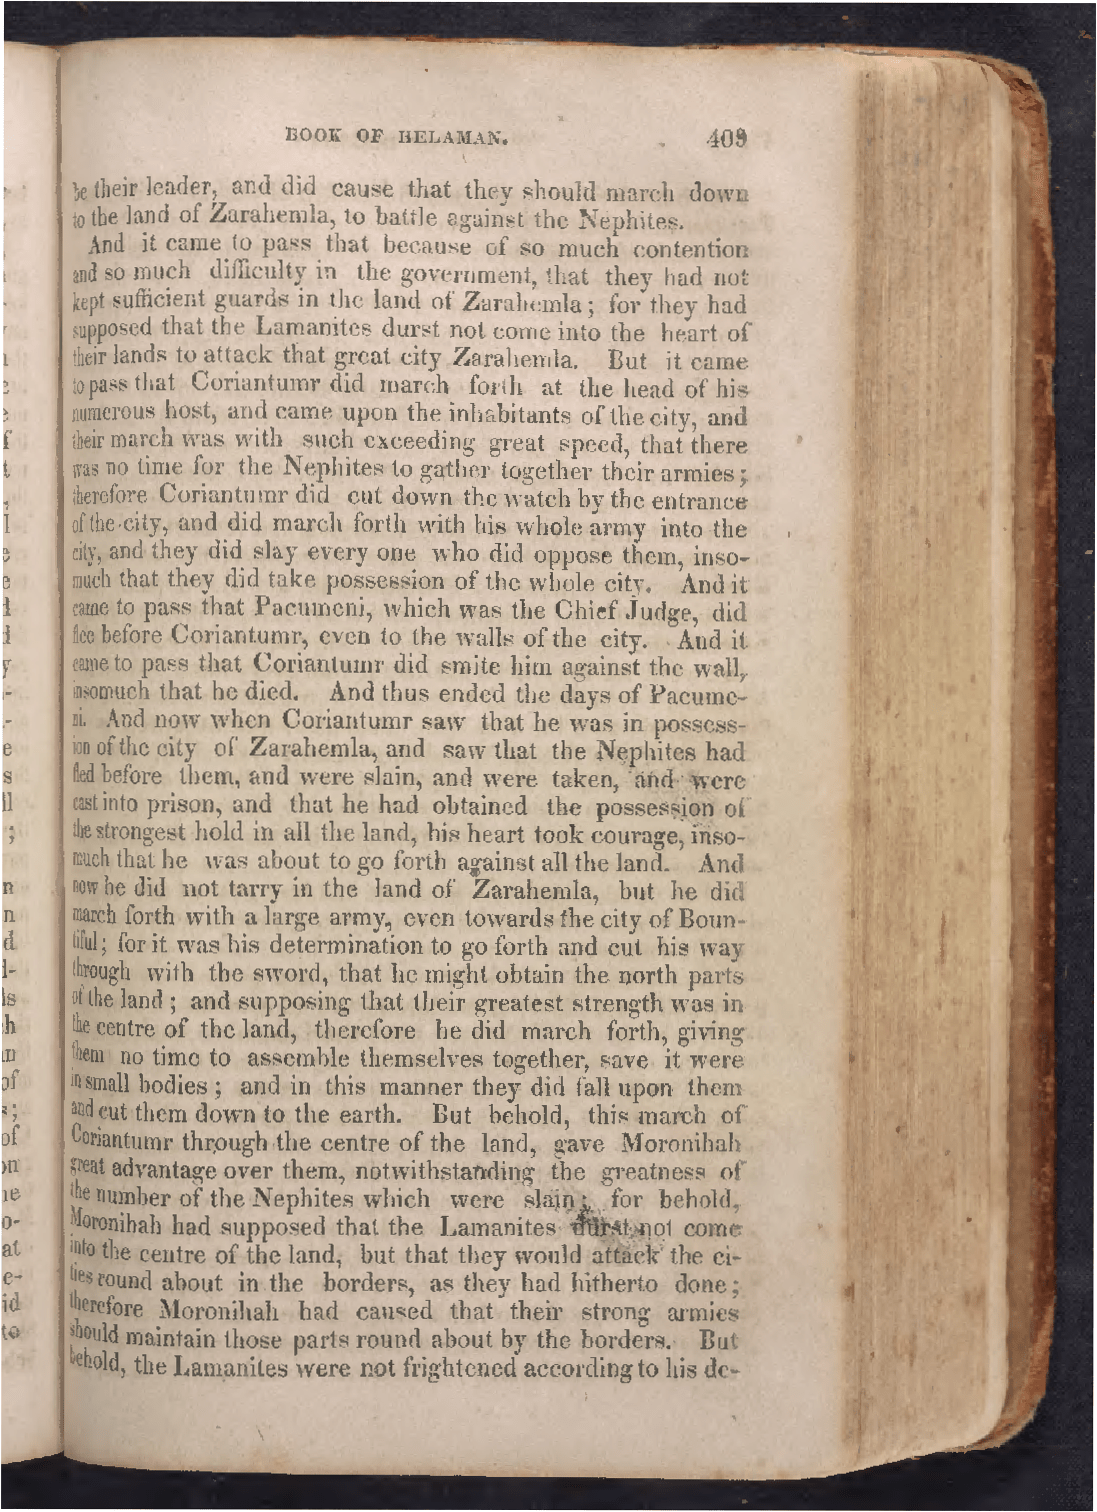 BOOK OF HELAMAN. 409
be their leader, and did cause that they should march down
to the land of Zarahemla, to battle against the Nephites.
And it came to pass that because of so much contention
and so much difficulty in the government, that they had not
kept sufficient guards in the land of Zarahemla; for they had
supposed that the Lamanites durst not come into the heart of
their lands to attack that great city Zarahemla. But it came
to pass that Coriantumr did march forth at the head of his
numerous host, and came upon the inhabitants of the city, and
their march was with such exceeding great speed, that there
was no time for the Nephites to gather together their armies;
therefore Coriantumr did cut down the watch by the entrance
of the city, and did march forth with his whole army into the
city, and they did slay every one who did oppose them, inso-
much that they did take possession of the whole city. And it
came to pass that Pacumeni, which was the Chief Judge, did
flee before Coriantumr, even to the walls of the city. And it
came to pass that Coriantumr did smite him against the wall,
insomuch that he died. And thus ended the days of Pacume-
ni. And now when Coriantumr saw that he was in possess-
ion of the city of Zarahemla, and saw that the Nephites had
fled before them, and were slain, and were taken, and were
cast into prison, and that he had obtained the possession of
the strongest hold in all the land, his heart took courage, inso-
much that he was about to go forth against all the land. And
now he did not tarry in the land of Zarahemla, but he did
march forth with a large army, even towards the city of Boun-
tiful; for it was his determination to go forth and cut his way
through with the sword, that he might obtain the north parts
of the land; and supposing that their greatest strength was in
the centre of the land, therefore he did march forth, giving
them no time to assemble themselves together, save it were
in small bodies; and in this manner they did fall upon them
and cut them down to the earth. But behold, this march of
Coriantumr through the centre of the land, gave Moronihah
great advantage over them, notwithstanding the greatness of
the number of the Nephites which were slain; for behold,
Moronihah had supposed that the Lamanites durst not come
into the centre of the land, but that they would attack the ci-
ties round about in the borders, as they had hitherto done;
therefore Moronihah had caused that their strong armies
should maintain those parts round about by the borders. But
behold, the Lamanites were not frightened according to his de-